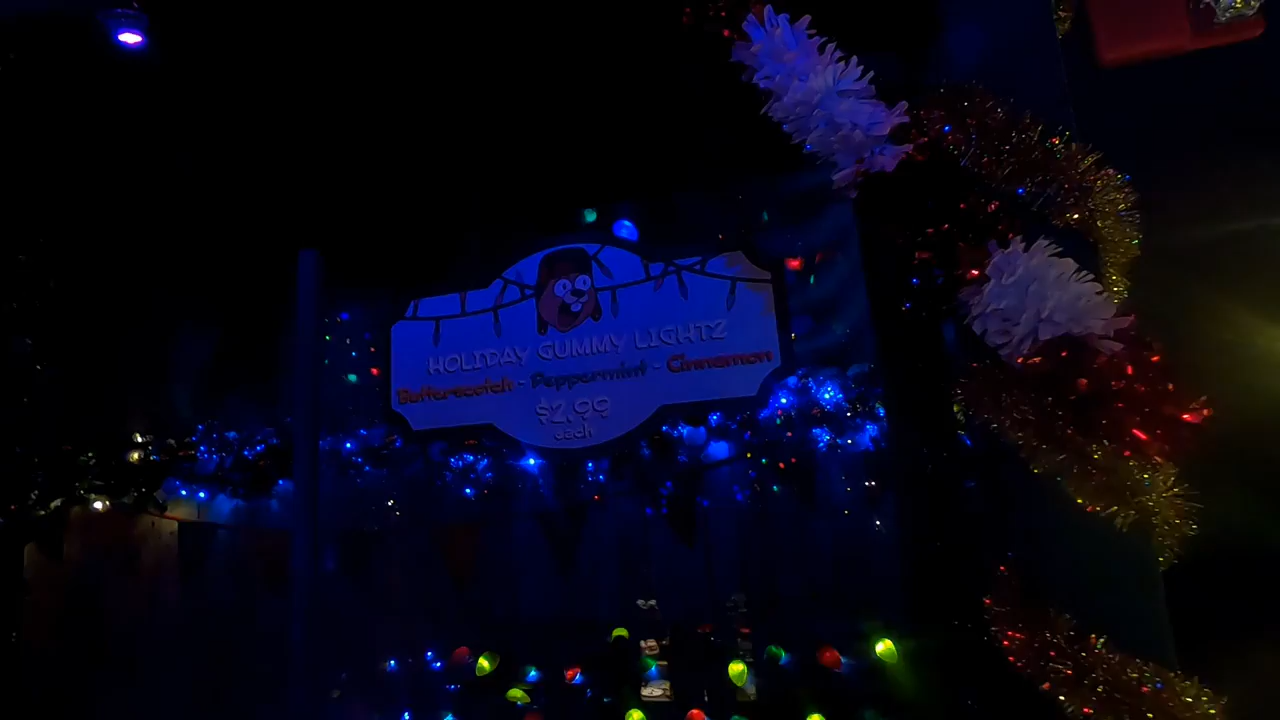 HOLIDAY GUMMY LIGHTZ
Butterscotch - Peppermint - Cinnamon
$2.99
each